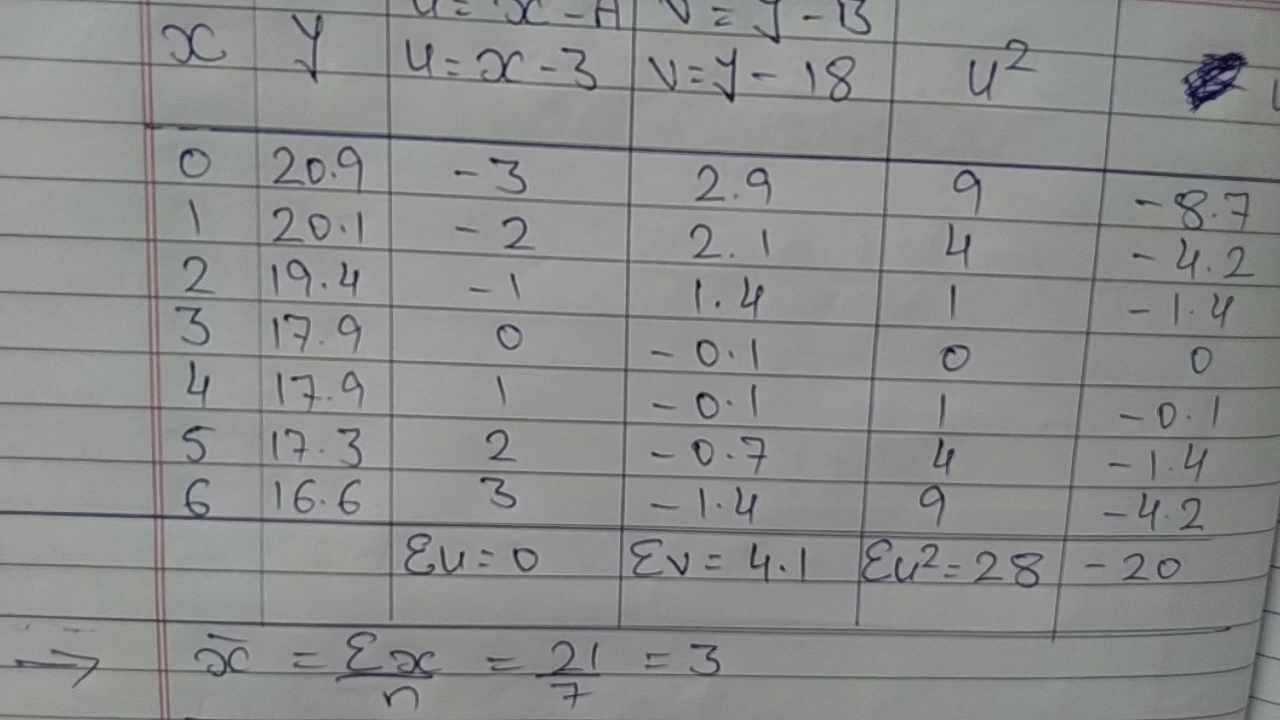 u = x - A v = y - B
x y u = x - 3 v = y - 18 u²
0 20.9 -3 2.9 9 -8.7
1 20.1 -2 2.1 4 -4.2
2 19.4 -1 1.4 1 -1.4
3 17.9 0 -0.1 0 0
4 17.9 1 -0.1 1 -0.1
5 17.3 2 -0.7 4 -1.4
6 16.6 3 -1.4 9 -4.2
Σu = 0 Σv = 4.1 Σu² = 28 -20
→ x̄ = Σx/n = 21/7 = 3